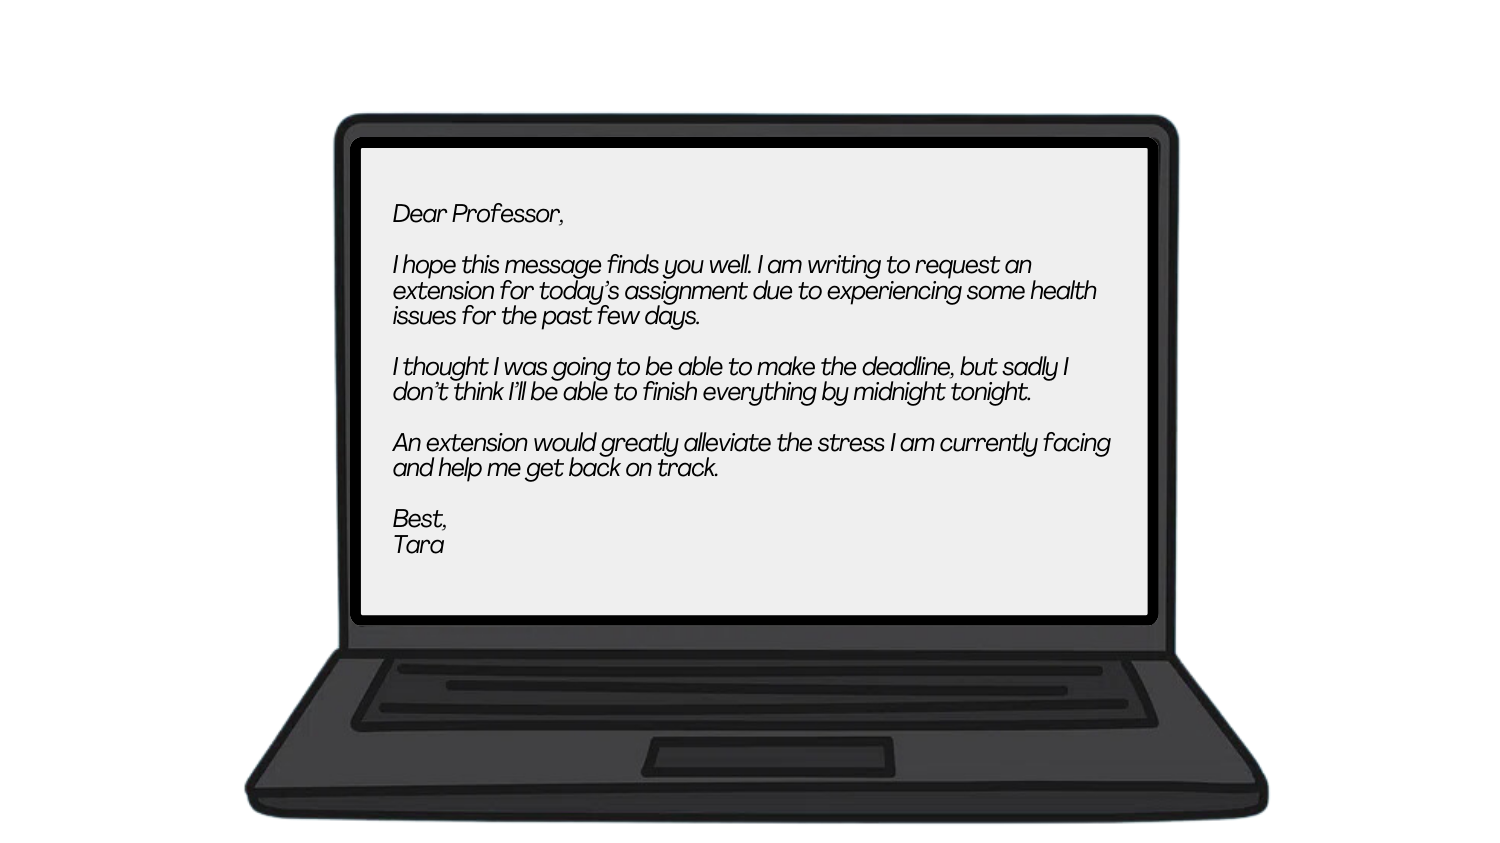 Dear Professor,
I hope this message finds you well. I am writing to request an
extension for today’s assignment due to experiencing some health
issues for the past few days.
I thought I was going to be able to make the deadline, but sadly I
don’t think I’ll be able to finish everything by midnight tonight.
An extension would greatly alleviate the stress I am currently facing
and help me get back on track.
Best,
Tara